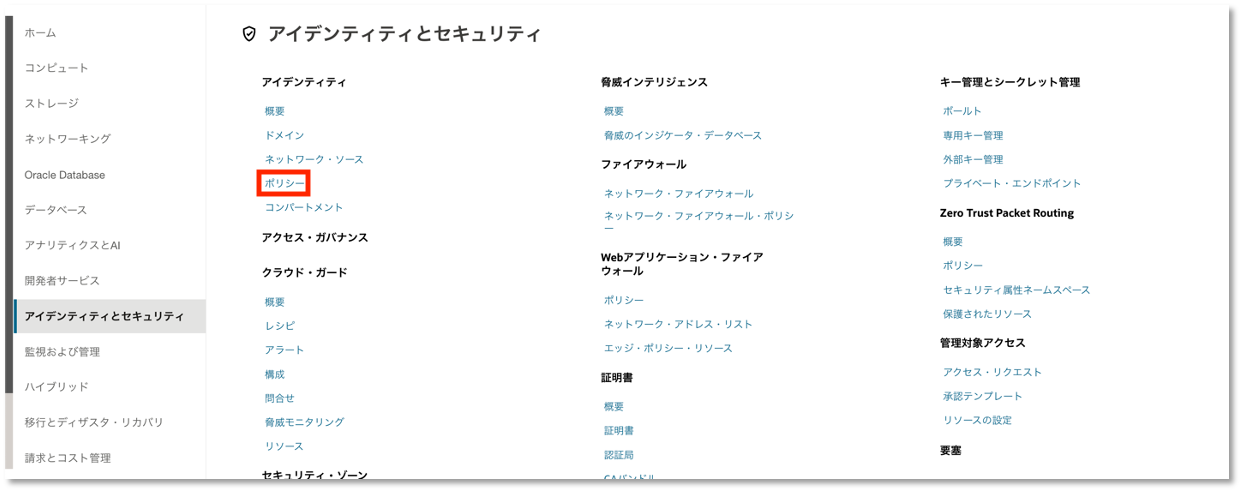 ホーム
コンピュート
ストレージ
ネットワーキング
Oracle Database
データベース
アナリティクスとAI
開発者サービス
アイデンティティとセキュリティ
監視および管理
ハイブリッド
移行とディザスタ・リカバリ
請求とコスト管理
アイデンティティとセキュリティ
アイデンティティ
概要
ドメイン
ネットワーク・ソース
ポリシー
コンパートメント
アクセス・ガバナンス
クラウド・ガード
概要
レシピ
アラート
構成
問合せ
脅威モニタリング
リソース
セキュリティ・ゾーン
脅威インテリジェンス
概要
脅威のインジケータ・データベース
ファイアウォール
ネットワーク・ファイアウォール
ネットワーク・ファイアウォール・ポリシ
ー
Webアプリケーション・ファイア
ウォール
ポリシー
ネットワーク・アドレス・リスト
エッジ・ポリシー・リソース
証明書
概要
証明書
認証局
CAバンドル
キー管理とシークレット管理
ボールト
専用キー管理
外部キー管理
プライベート・エンドポイント
Zero Trust Packet Routing
概要
ポリシー
セキュリティ属性ネームスペース
保護されたリソース
管理対象アクセス
アクセス・リクエスト
承認テンプレート
リソースの設定
要塞